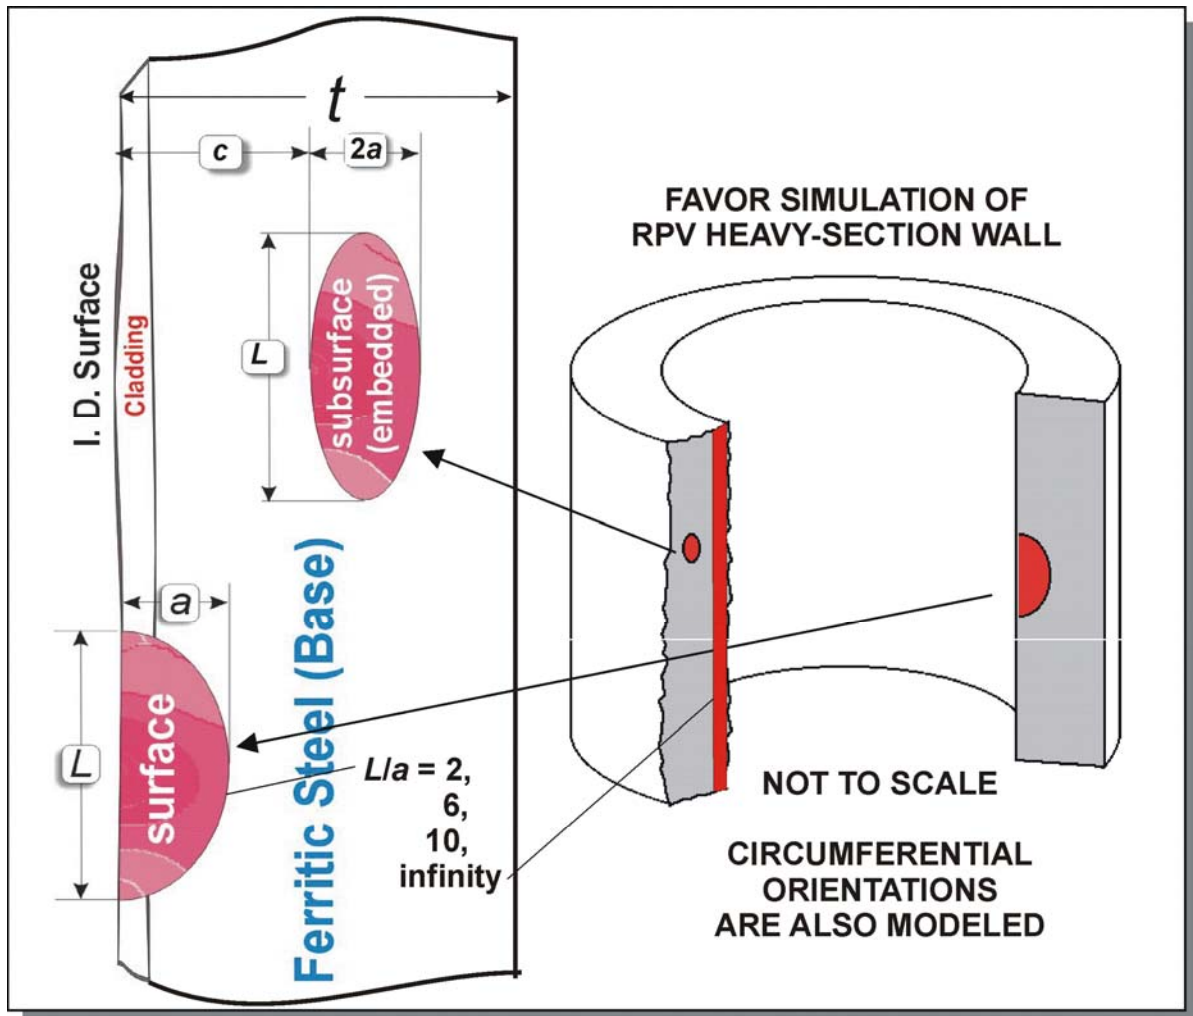 t
c
2a
FAVOR SIMULATION OF
RPV HEAVY-SECTION WALL
I. D. Surface
Cladding
L
subsurface
(embedded)
a
Ferritic Steel (Base)
L
surface
L/a = 2,
6,
10,
infinity
NOT TO SCALE
CIRCUMFERENTIAL
ORIENTATIONS
ARE ALSO MODELED